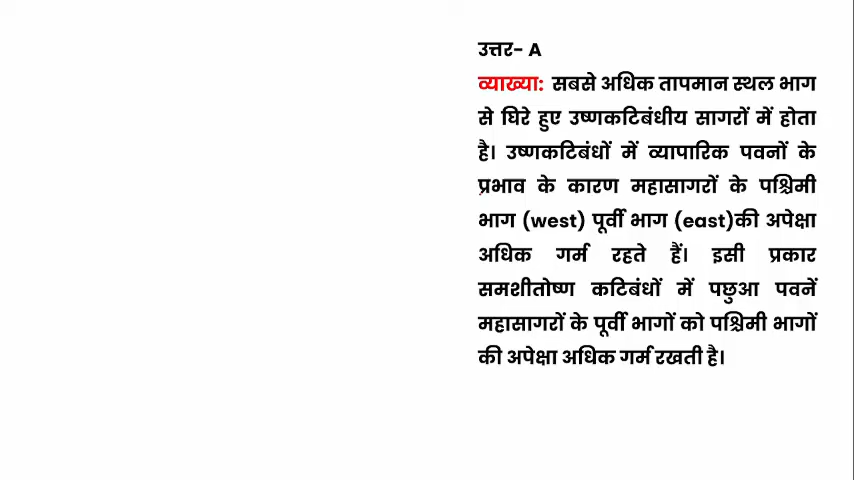 उत्तर- A
व्याख्या: सबसे अधिक तापमान स्थल भाग
से घिरे हुए उष्णकटिबंधीय सागरों में होता
है। उष्णकटिबंधों में व्यापारिक पवनों के
प्रभाव के कारण महासागरों के पश्चिमी
भाग (west) पूर्वी भाग (east)की अपेक्षा
अधिक गर्म रहते हैं। इसी प्रकार
समशीतोष्ण कटिबंधों में पछुआ पवनें
महासागरों के पूर्वी भागों को पश्चिमी भागों
की अपेक्षा अधिक गर्म रखती है।